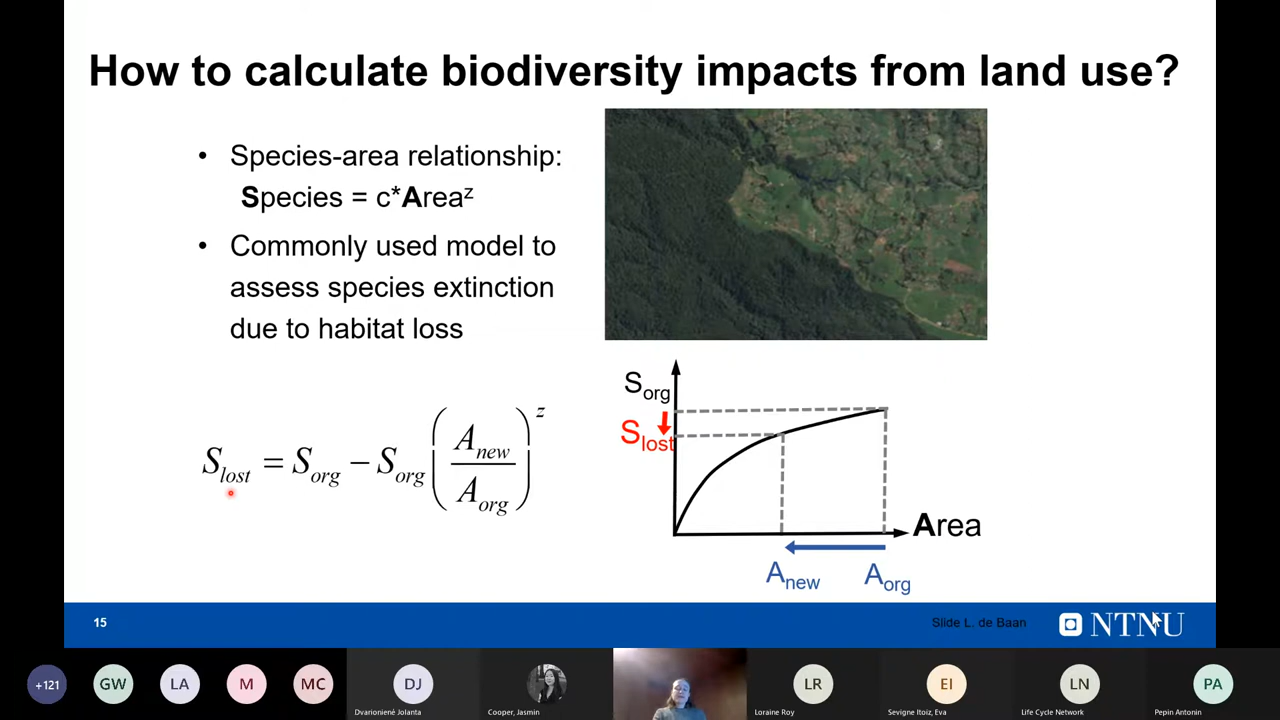 How to calculate biodiversity impacts from land use?
• Species-area relationship:
Species = c*Area^z
• Commonly used model to
assess species extinction
due to habitat loss
S_lost = S_org − S_org (A_new / A_org)^z
S_org
S_lost
Area
A_new
A_org
15
Slide L. de Baan
NTNU
+121
GW
LA
M
MC
DJ
Dvarionienė Jolanta
Cooper, Jasmin
LR
Loraine Roy
EI
Sevigne Itoiz, Eva
LN
Life Cycle Network
PA
Pepin Antonin